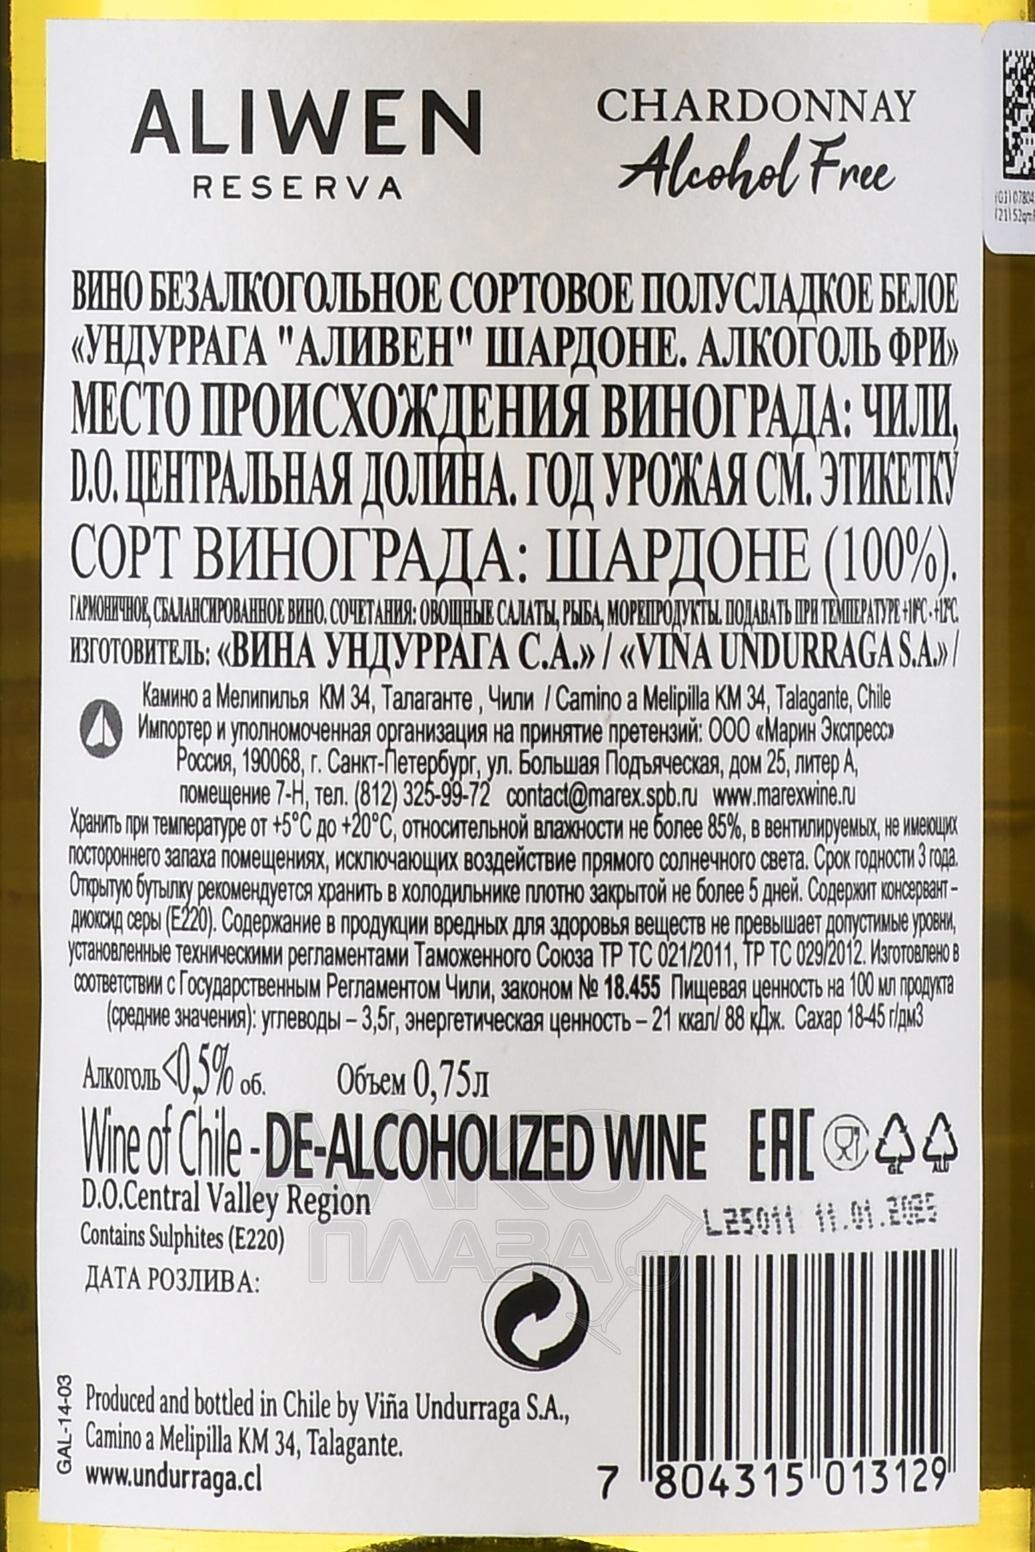 ALIWEN
RESERVA
CHARDONNAY
Alcohol Free
ВИНО БЕЗАЛКОГОЛЬНОЕ СОРТОВОЕ ПОЛУСЛАДКОЕ БЕЛОЕ
«УНДУРРАГА "АЛИВЕН" ШАРДОНЕ. АЛКОГОЛЬ ФРИ»
МЕСТО ПРОИСХОЖДЕНИЯ ВИНОГРАДА: ЧИЛИ,
D.O. ЦЕНТРАЛЬНАЯ ДОЛИНА. ГОД УРОЖАЯ СМ. ЭТИКЕТКУ
СОРТ ВИНОГРАДА: ШАРДОНЕ (100%).
ГАРМОНИЧНОЕ, СБАЛАНСИРОВАННОЕ ВИНО. СОЧЕТАНИЯ: ОВОЩНЫЕ САЛАТЫ, РЫБА, МОРЕПРОДУКТЫ. ПОДАВАТЬ ПРИ ТЕМПЕРАТУРЕ +10°C - +12°C.
ИЗГОТОВИТЕЛЬ: «ВИНА УНДУРРАГА С.А.» / «VIÑA UNDURRAGA S.A.» /
Камино а Мелипилья КМ 34, Талаганте , Чили / Camino a Melipilla KM 34, Talagante, Chile
Импортер и уполномоченная организация на принятие претензий: ООО «Марин Экспресс»
Россия, 190068, г. Санкт-Петербург, ул. Большая Подъяческая, дом 25, литер А,
помещение 7-Н, тел. (812) 325-99-72 contact@marex.spb.ru www.marexwine.ru
Хранить при температуре от +5°С до +20°С, относительной влажности не более 85%, в вентилируемых, не имеющих
постороннего запаха помещениях, исключающих воздействие прямого солнечного света. Срок годности 3 года.
Открытую бутылку рекомендуется хранить в холодильнике плотно закрытой не более 5 дней. Содержит консервант -
диоксид серы (Е220). Содержание в продукции вредных для здоровья веществ не превышает допустимые уровни,
установленные техническими регламентами Таможенного Союза ТР ТС 021/2011, ТР ТС 029/2012. Изготовлено в
соответствии с Государственным Регламентом Чили, законом № 18.455 Пищевая ценность на 100 мл продукта
(средние значения): углеводы – 3,5г, энергетическая ценность – 21 ккал/ 88 кДж. Сахар 18-45 г/дм3
Алкоголь <0,5% об. Объем 0,75л
Wine of Chile - DE-ALCOHOLIZED WINE EAC
GL ALU
D.O.Central Valley Region
Contains Sulphites (E220)
L25011 11.01.2025
ДАТА РОЗЛИВА:
АЛКО
ПЛАЗА
GAL-14-03
Produced and bottled in Chile by Viña Undurraga S.A.,
Camino a Melipilla KM 34, Talagante.
www.undurraga.cl
7 804315 013129